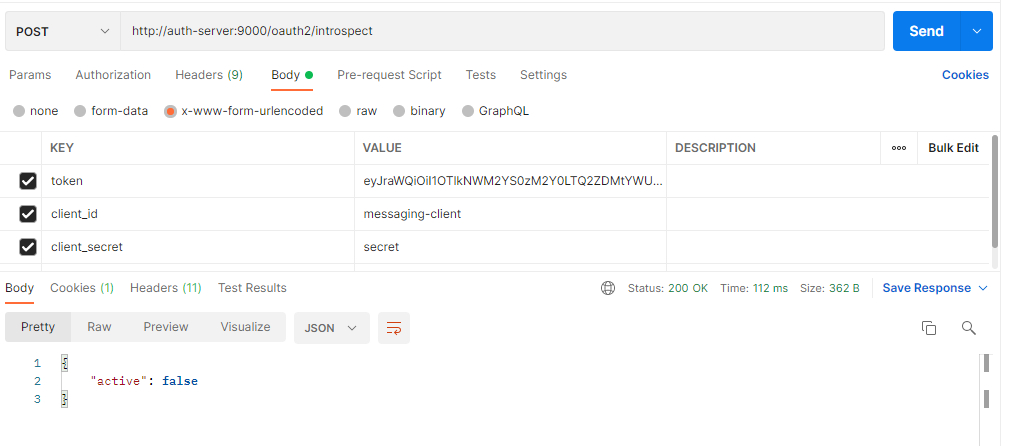 POST http://auth-server:9000/oauth2/introspect Send
Params Authorization Headers (9) Body Pre-request Script Tests Settings Cookies
none form-data x-www-form-urlencoded raw binary GraphQL
KEY VALUE DESCRIPTION Bulk Edit
token eyJraWQiOiI1OTlkNWM2YS0zM2Y0LTQ2ZDMtYWU...
client_id messaging-client
client_secret secret
Body Cookies (1) Headers (11) Test Results Status: 200 OK Time: 112 ms Size: 362 B Save Response
Pretty Raw Preview Visualize JSON
1 {
2 "active": false
3 }